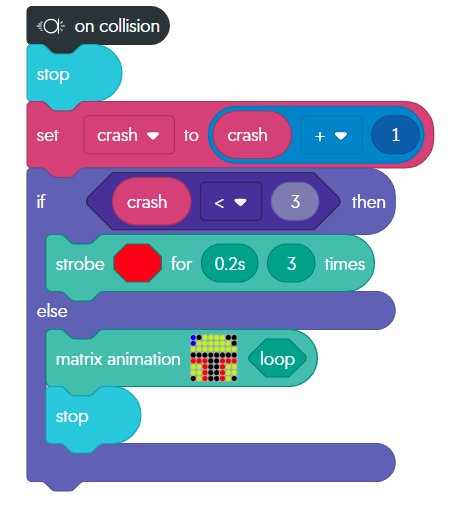 on collision
stop
set crash to crash + 1
if crash < 3 then
strobe for 0.2s 3 times
else
matrix animation loop
stop